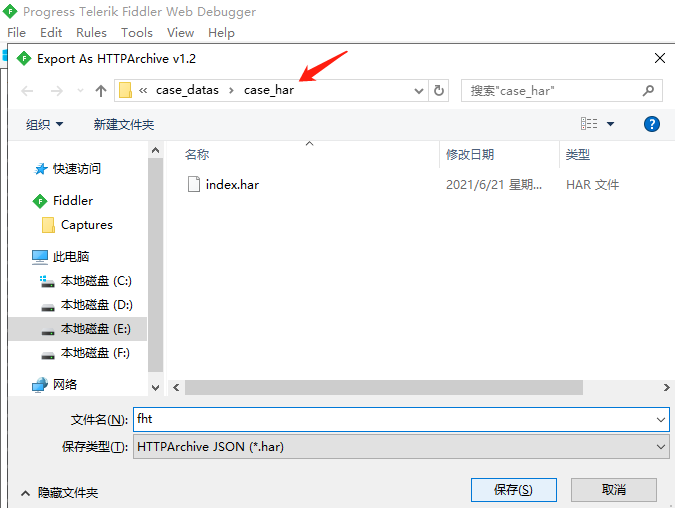 Progress Telerik Fiddler Web Debugger
File Edit Rules Tools View Help
Export As HTTPArchive v1.2
« case_datas › case_har
搜索"case_har"
组织 新建文件夹
名称 修改日期 类型
快速访问
index.har 2021/6/21 星期... HAR 文件
Fiddler
Captures
此电脑
本地磁盘 (C:)
本地磁盘 (D:)
本地磁盘 (E:)
本地磁盘 (F:)
网络
文件名(N): fht
保存类型(T): HTTPArchive JSON (*.har)
隐藏文件夹 保存(S) 取消